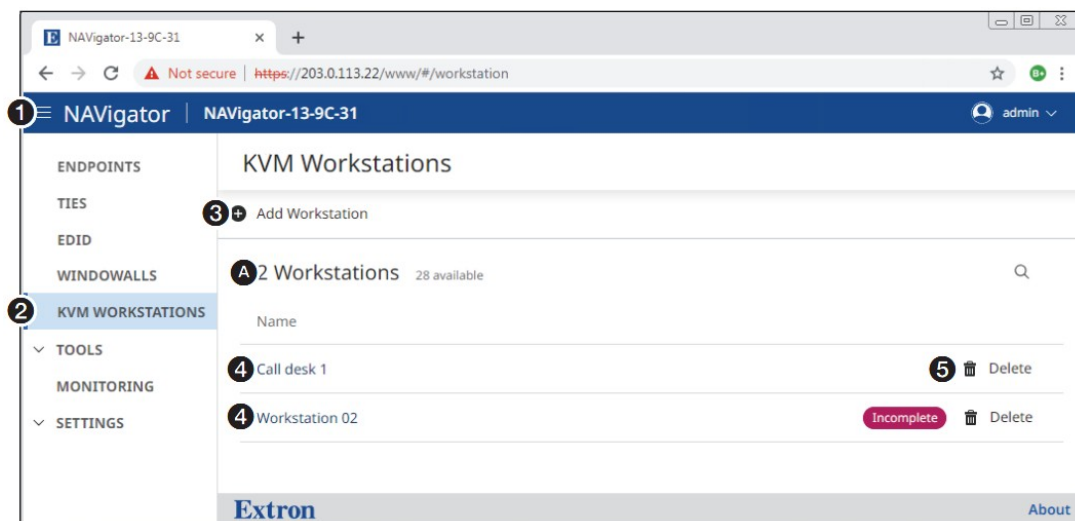 NAVigator-13-9C-31 × +
Not secure | https://203.0.113.22/www/#/workstation
1 NAVigator | NAVigator-13-9C-31 admin
ENDPOINTS
TIES
EDID
WINDOWALLS
2 KVM WORKSTATIONS
TOOLS
MONITORING
SETTINGS
KVM Workstations
3 Add Workstation
A 2 Workstations 28 available
Name
4 Call desk 1 5 Delete
4 Workstation 02 Incomplete Delete
Extron About